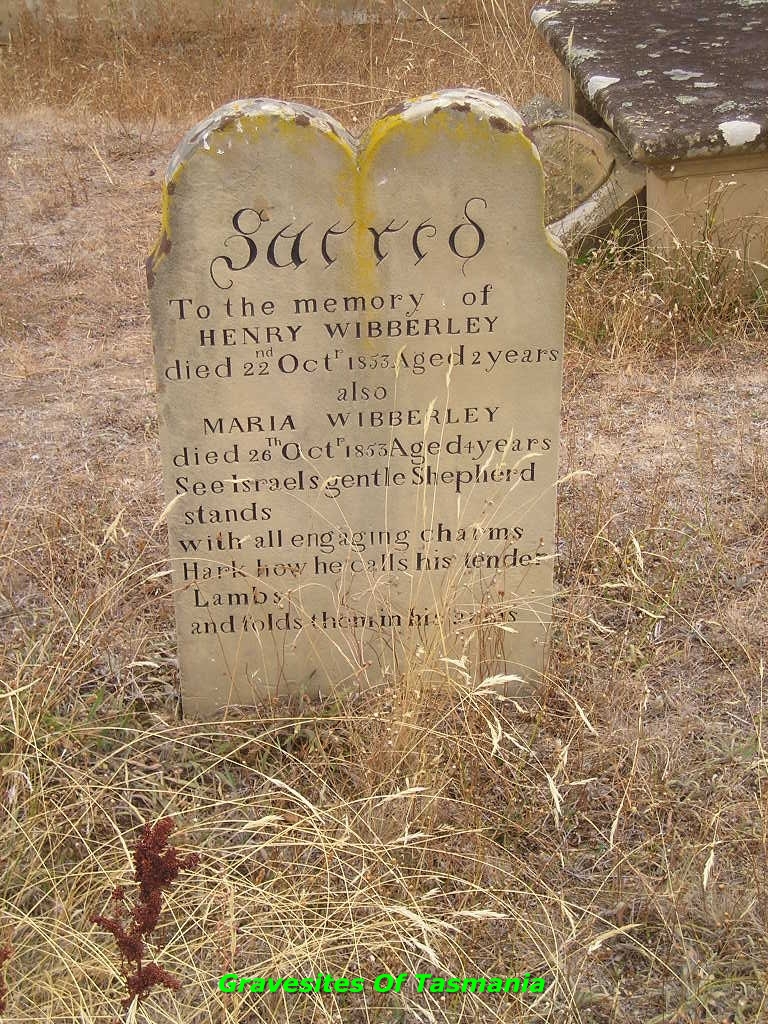 Sacred
To the memory of
HENRY WIBBERLEY
died 22nd Octr 1853 Aged 2 years
also
MARIA WIBBERLEY
died 26Th Octr 1853 Aged 4 years
See israels gentle Shepherd
stands
with all engaging charms
Hark how he calls his tender
Lambs
and folds them in his arms
Gravesites Of Tasmania